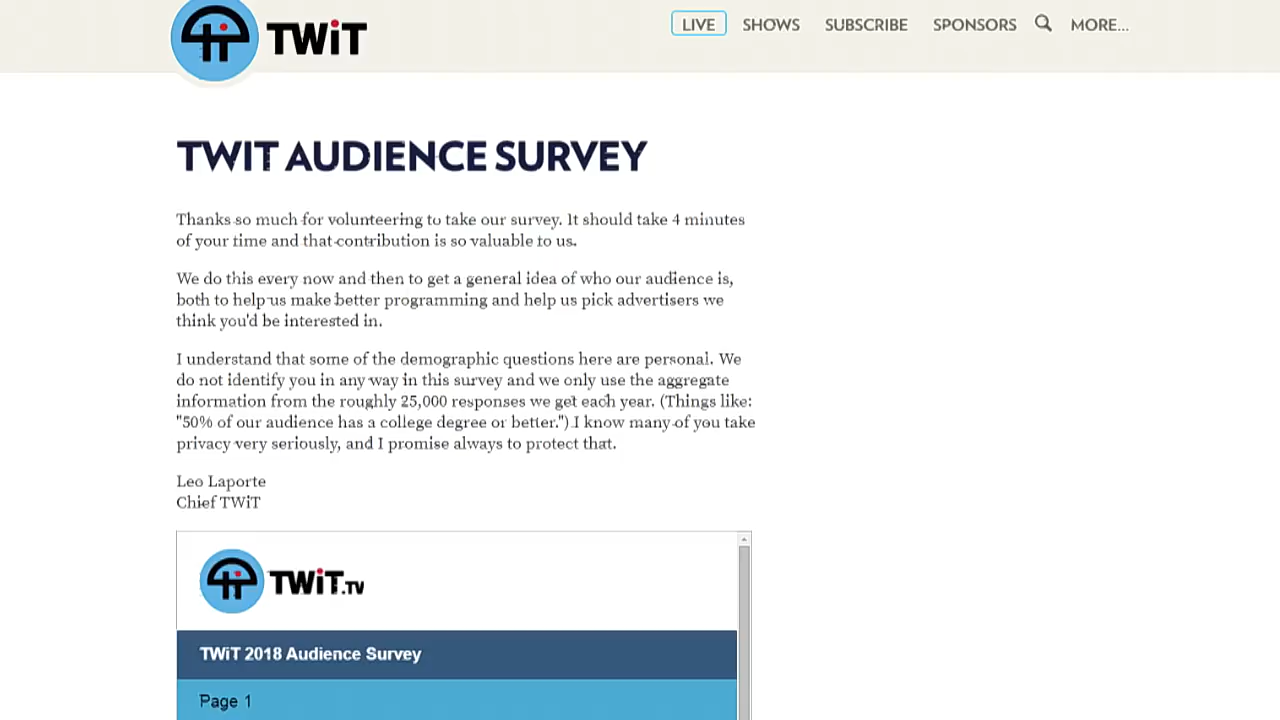 TWiT
LIVE SHOWS SUBSCRIBE SPONSORS MORE...
TWIT AUDIENCE SURVEY
Thanks so much for volunteering to take our survey. It should take 4 minutes
of your time and that contribution is so valuable to us.
We do this every now and then to get a general idea of who our audience is,
both to help us make better programming and help us pick advertisers we
think you'd be interested in.
I understand that some of the demographic questions here are personal. We
do not identify you in any way in this survey and we only use the aggregate
information from the roughly 25,000 responses we get each year. (Things like:
"50% of our audience has a college degree or better.") I know many of you take
privacy very seriously, and I promise always to protect that.
Leo Laporte
Chief TWiT
TWiT.TV
TWiT 2018 Audience Survey
Page 1